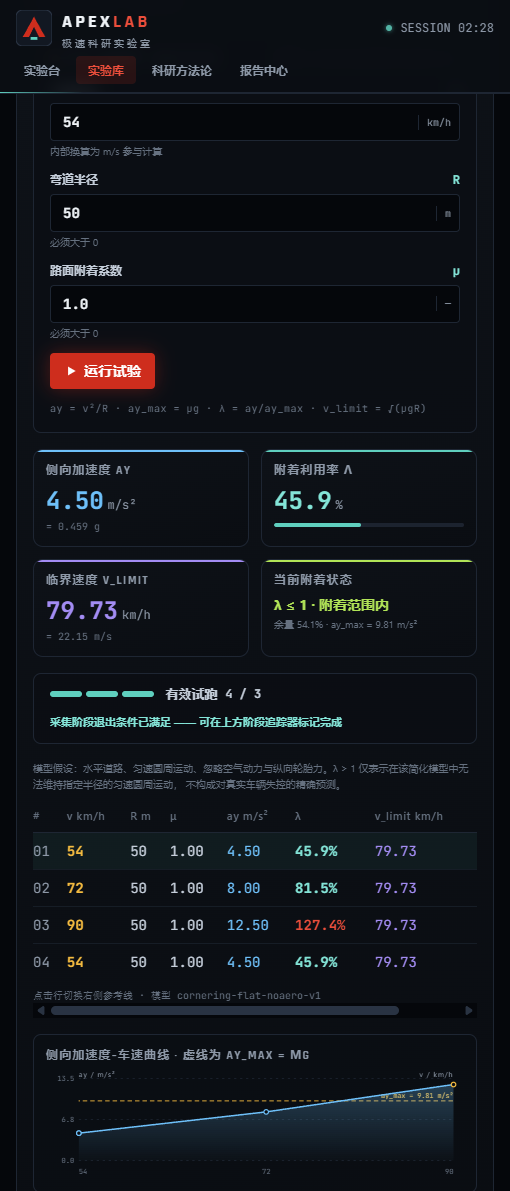 APEXLAB
极速科研实验室
SESSION 02:28
实验台 实验库 科研方法论 报告中心
54 km/h
内部换算为 m/s 参与计算
弯道半径 R
50 m
必须大于 0
路面附着系数 μ
1.0 —
必须大于 0
▶ 运行试验
ay = v²/R · ay_max = μg · λ = ay/ay_max · v_limit = √(μgR)
侧向加速度 AY
4.50 m/s²
= 0.459 g
附着利用率 Λ
45.9 %
临界速度 V_LIMIT
79.73 km/h
= 22.15 m/s
当前附着状态
λ ≤ 1 · 附着范围内
余量 54.1% · ay_max = 9.81 m/s²
有效试跑 4 / 3
采集阶段退出条件已满足 —— 可在上方阶段追踪器标记完成
模型假设：水平道路、匀速圆周运动、忽略空气动力与纵向轮胎力。λ > 1 仅表示在该简化模型中无
法维持指定半径的匀速圆周运动， 不构成对真实车辆失控的精确预测。
# v km/h R m μ ay m/s² λ v_limit km/h
01 54 50 1.00 4.50 45.9% 79.73
02 72 50 1.00 8.00 81.5% 79.73
03 90 50 1.00 12.50 127.4% 79.73
04 54 50 1.00 4.50 45.9% 79.73
点击行切换右侧参考线 · 模型 cornering-flat-noaero-v1
侧向加速度-车速曲线 · 虚线为 AY_MAX = ΜG
ay / m/s² v / km/h
13.5
ay_max = 9.81 m/s²
6.8
0.0
54 72 90